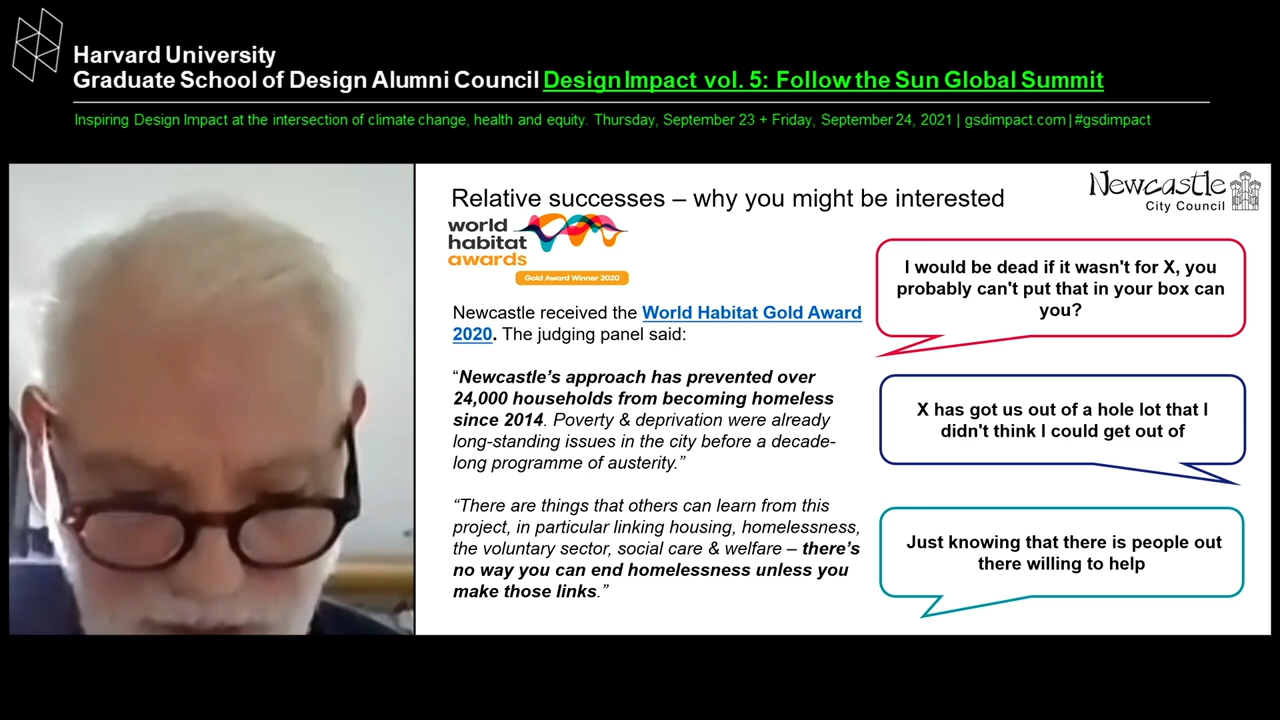 Harvard University
Graduate School of Design Alumni Council Design Impact vol. 5: Follow the Sun Global Summit
Inspiring Design Impact at the intersection of climate change, health and equity. Thursday, September 23 + Friday, September 24, 2021 | gsdimpact.com | #gsdimpact
Relative successes – why you might be interested
Newcastle
City Council
world
habitat
awards
Gold Award Winner 2020
Newcastle received the World Habitat Gold Award
2020. The judging panel said:
“Newcastle’s approach has prevented over
24,000 households from becoming homeless
since 2014. Poverty & deprivation were already
long-standing issues in the city before a decade-
long programme of austerity.”
“There are things that others can learn from this
project, in particular linking housing, homelessness,
the voluntary sector, social care & welfare – there’s
no way you can end homelessness unless you
make those links.”
I would be dead if it wasn't for X, you
probably can't put that in your box can
you?
X has got us out of a hole lot that I
didn't think I could get out of
Just knowing that there is people out
there willing to help